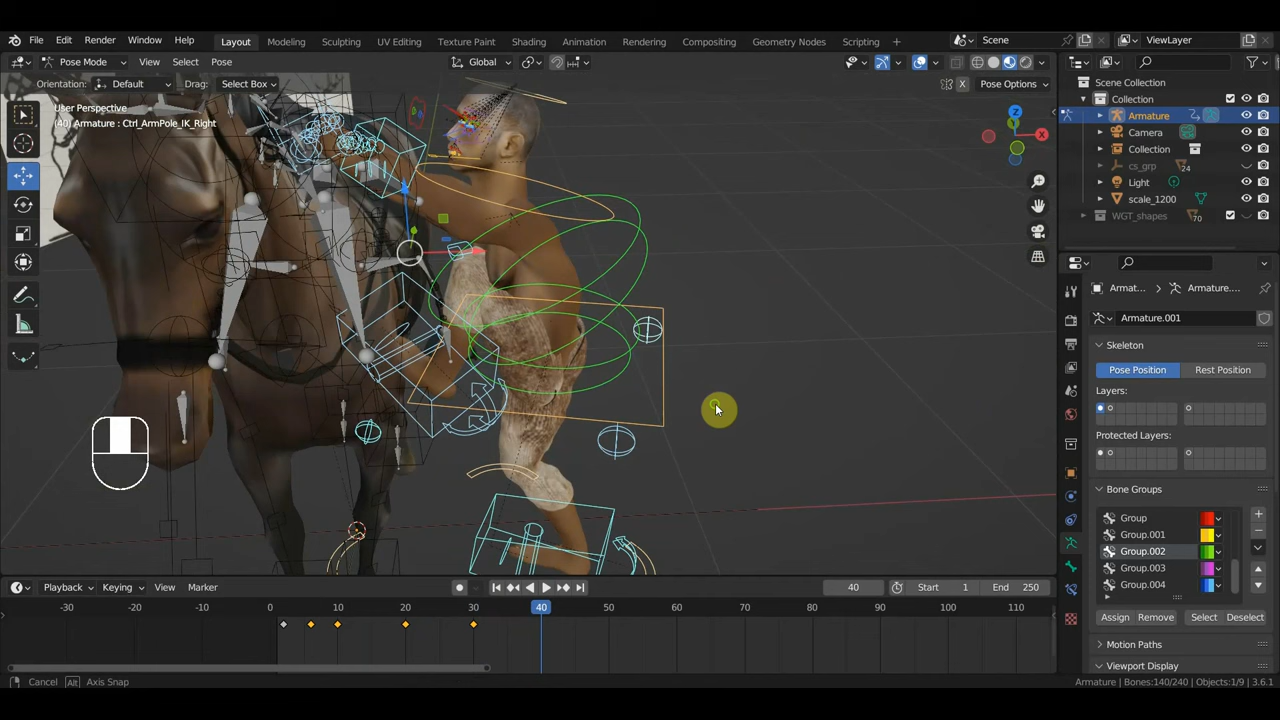 File Edit Render Window Help Layout Modeling Sculpting UV Editing Texture Paint Shading Animation Rendering Compositing Geometry Nodes Scripting + Scene ViewLayer
Pose Mode View Select Pose Global
Orientation: Default Drag: Select Box X Pose Options
User Perspective
(40) Armature : Ctrl_ArmPole_IK_Right
Z
Y
X
Scene Collection
Collection
Armature
Camera
Collection
cs_grp 24
Light
scale_1200
WGT_shapes 70
Armat... > Armature....
Armature.001
Skeleton
Pose Position Rest Position
Layers:
Protected Layers:
Bone Groups
Group
Group.001
Group.002
Group.003
Group.004
Assign Remove Select Deselect
Motion Paths
Viewport Display
Playback Keying View Marker 40 Start 1 End 250
-30 -20 -10 0 10 20 30 40 50 60 70 80 90 100 110
Cancel Alt Axis Snap Armature | Bones:140/240 | Objects:1/9 | 3.6.1